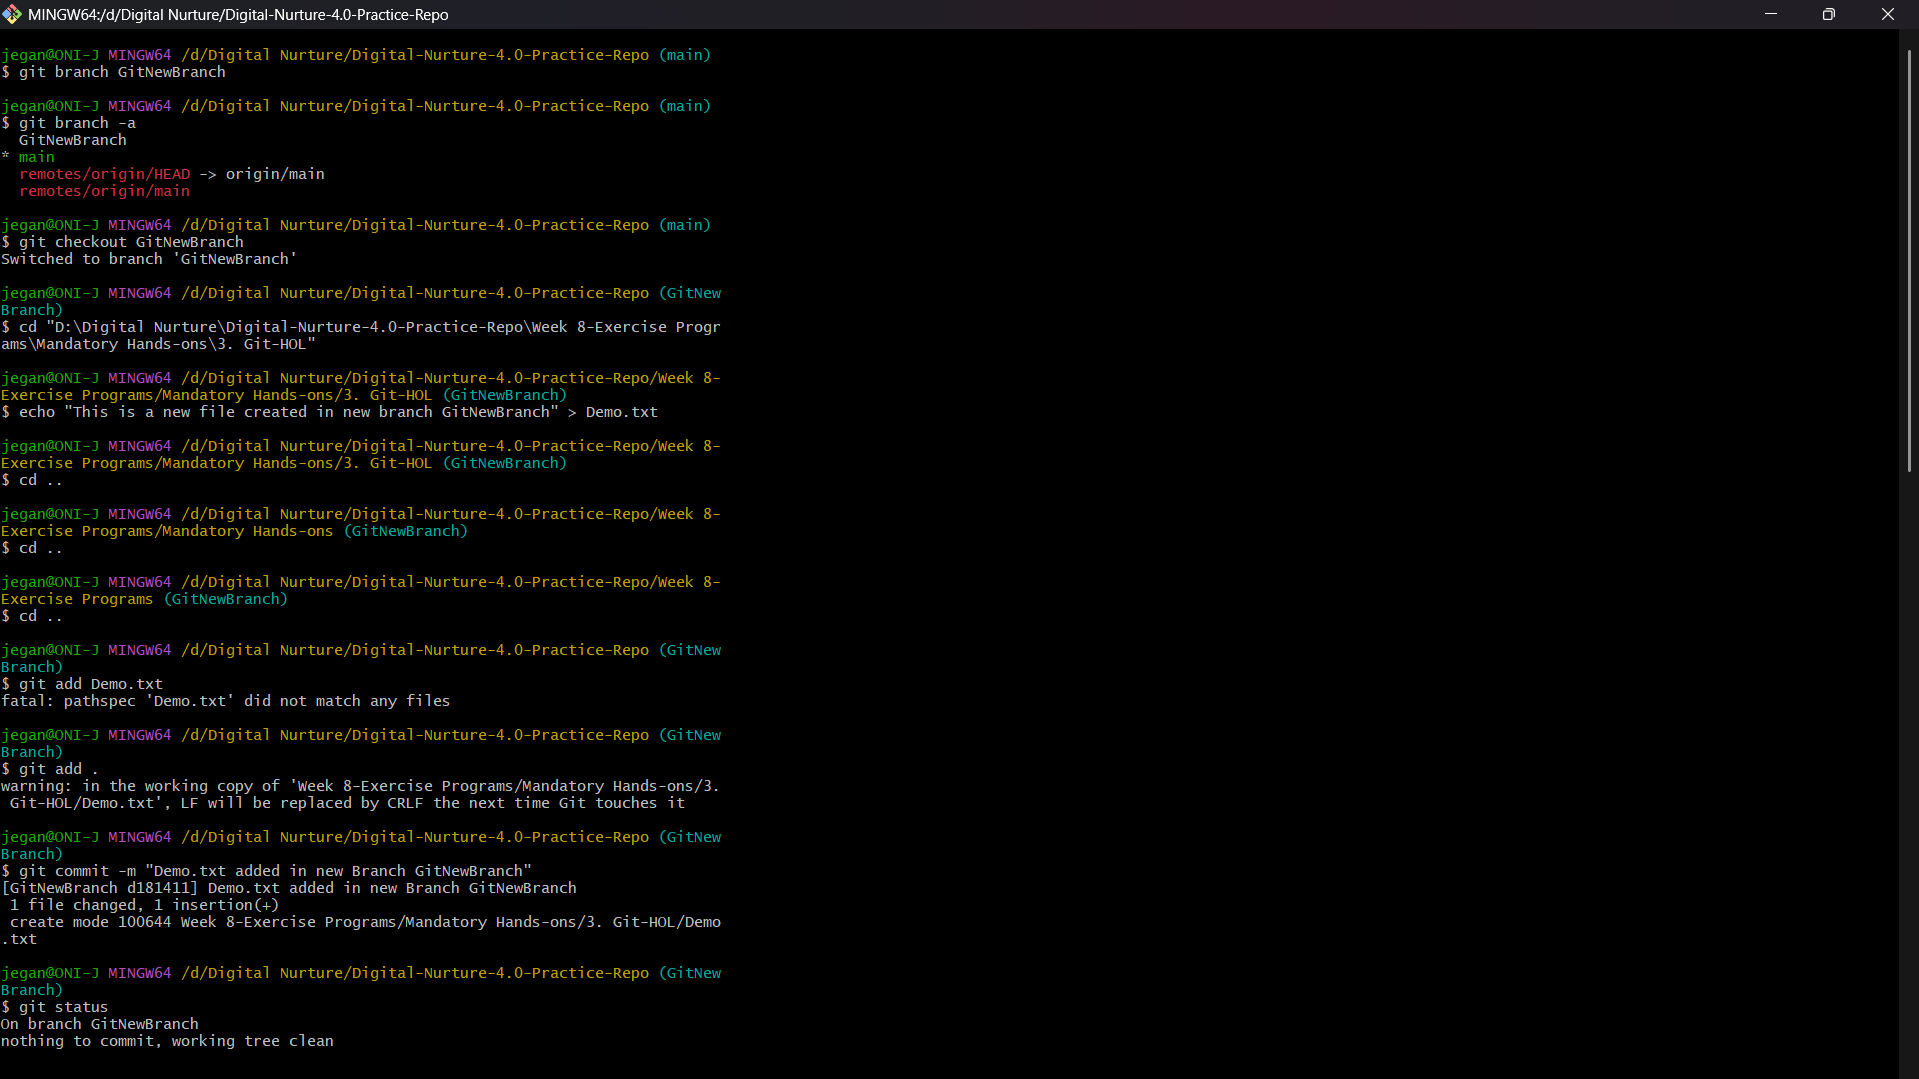 MINGW64:/d/Digital Nurture/Digital-Nurture-4.0-Practice-Repo
jegan@ONI-J MINGW64 /d/Digital Nurture/Digital-Nurture-4.0-Practice-Repo (main)
$ git branch GitNewBranch
jegan@ONI-J MINGW64 /d/Digital Nurture/Digital-Nurture-4.0-Practice-Repo (main)
$ git branch -a
  GitNewBranch
* main
  remotes/origin/HEAD -> origin/main
  remotes/origin/main
jegan@ONI-J MINGW64 /d/Digital Nurture/Digital-Nurture-4.0-Practice-Repo (main)
$ git checkout GitNewBranch
Switched to branch 'GitNewBranch'
jegan@ONI-J MINGW64 /d/Digital Nurture/Digital-Nurture-4.0-Practice-Repo (GitNew
Branch)
$ cd "D:\Digital Nurture\Digital-Nurture-4.0-Practice-Repo\Week 8-Exercise Progr
ams\Mandatory Hands-ons\3. Git-HOL"
jegan@ONI-J MINGW64 /d/Digital Nurture/Digital-Nurture-4.0-Practice-Repo/Week 8-
Exercise Programs/Mandatory Hands-ons/3. Git-HOL (GitNewBranch)
$ echo "This is a new file created in new branch GitNewBranch" > Demo.txt
jegan@ONI-J MINGW64 /d/Digital Nurture/Digital-Nurture-4.0-Practice-Repo/Week 8-
Exercise Programs/Mandatory Hands-ons/3. Git-HOL (GitNewBranch)
$ cd ..
jegan@ONI-J MINGW64 /d/Digital Nurture/Digital-Nurture-4.0-Practice-Repo/Week 8-
Exercise Programs/Mandatory Hands-ons (GitNewBranch)
$ cd ..
jegan@ONI-J MINGW64 /d/Digital Nurture/Digital-Nurture-4.0-Practice-Repo/Week 8-
Exercise Programs (GitNewBranch)
$ cd ..
jegan@ONI-J MINGW64 /d/Digital Nurture/Digital-Nurture-4.0-Practice-Repo (GitNew
Branch)
$ git add Demo.txt
fatal: pathspec 'Demo.txt' did not match any files
jegan@ONI-J MINGW64 /d/Digital Nurture/Digital-Nurture-4.0-Practice-Repo (GitNew
Branch)
$ git add .
warning: in the working copy of 'Week 8-Exercise Programs/Mandatory Hands-ons/3.
 Git-HOL/Demo.txt', LF will be replaced by CRLF the next time Git touches it
jegan@ONI-J MINGW64 /d/Digital Nurture/Digital-Nurture-4.0-Practice-Repo (GitNew
Branch)
$ git commit -m "Demo.txt added in new Branch GitNewBranch"
[GitNewBranch d181411] Demo.txt added in new Branch GitNewBranch
 1 file changed, 1 insertion(+)
 create mode 100644 Week 8-Exercise Programs/Mandatory Hands-ons/3. Git-HOL/Demo
.txt
jegan@ONI-J MINGW64 /d/Digital Nurture/Digital-Nurture-4.0-Practice-Repo (GitNew
Branch)
$ git status
On branch GitNewBranch
nothing to commit, working tree clean